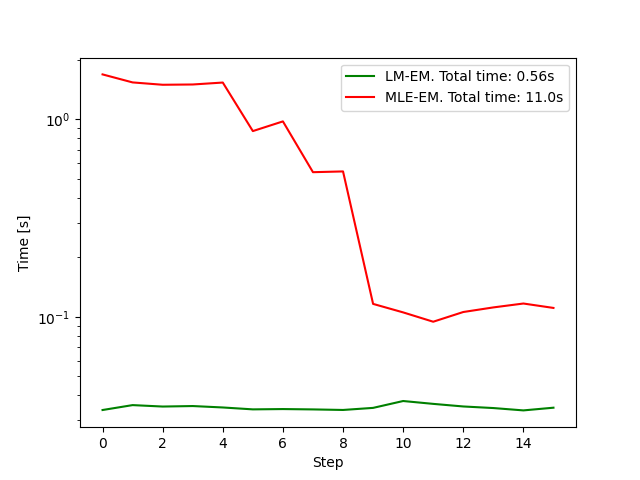 LM-EM. Total time: 0.56s
MLE-EM. Total time: 11.0s
10⁰
10⁻¹
Time [s]
0 2 4 6 8 10 12 14
Step